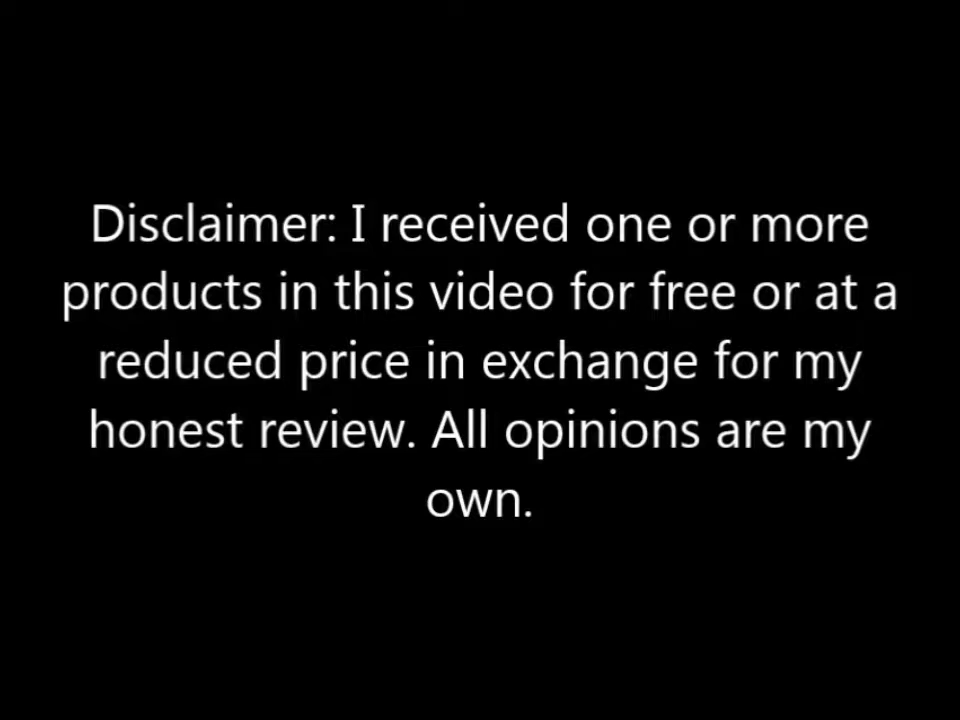 Disclaimer: I received one or more
products in this video for free or at a
reduced price in exchange for my
honest review. All opinions are my
own.